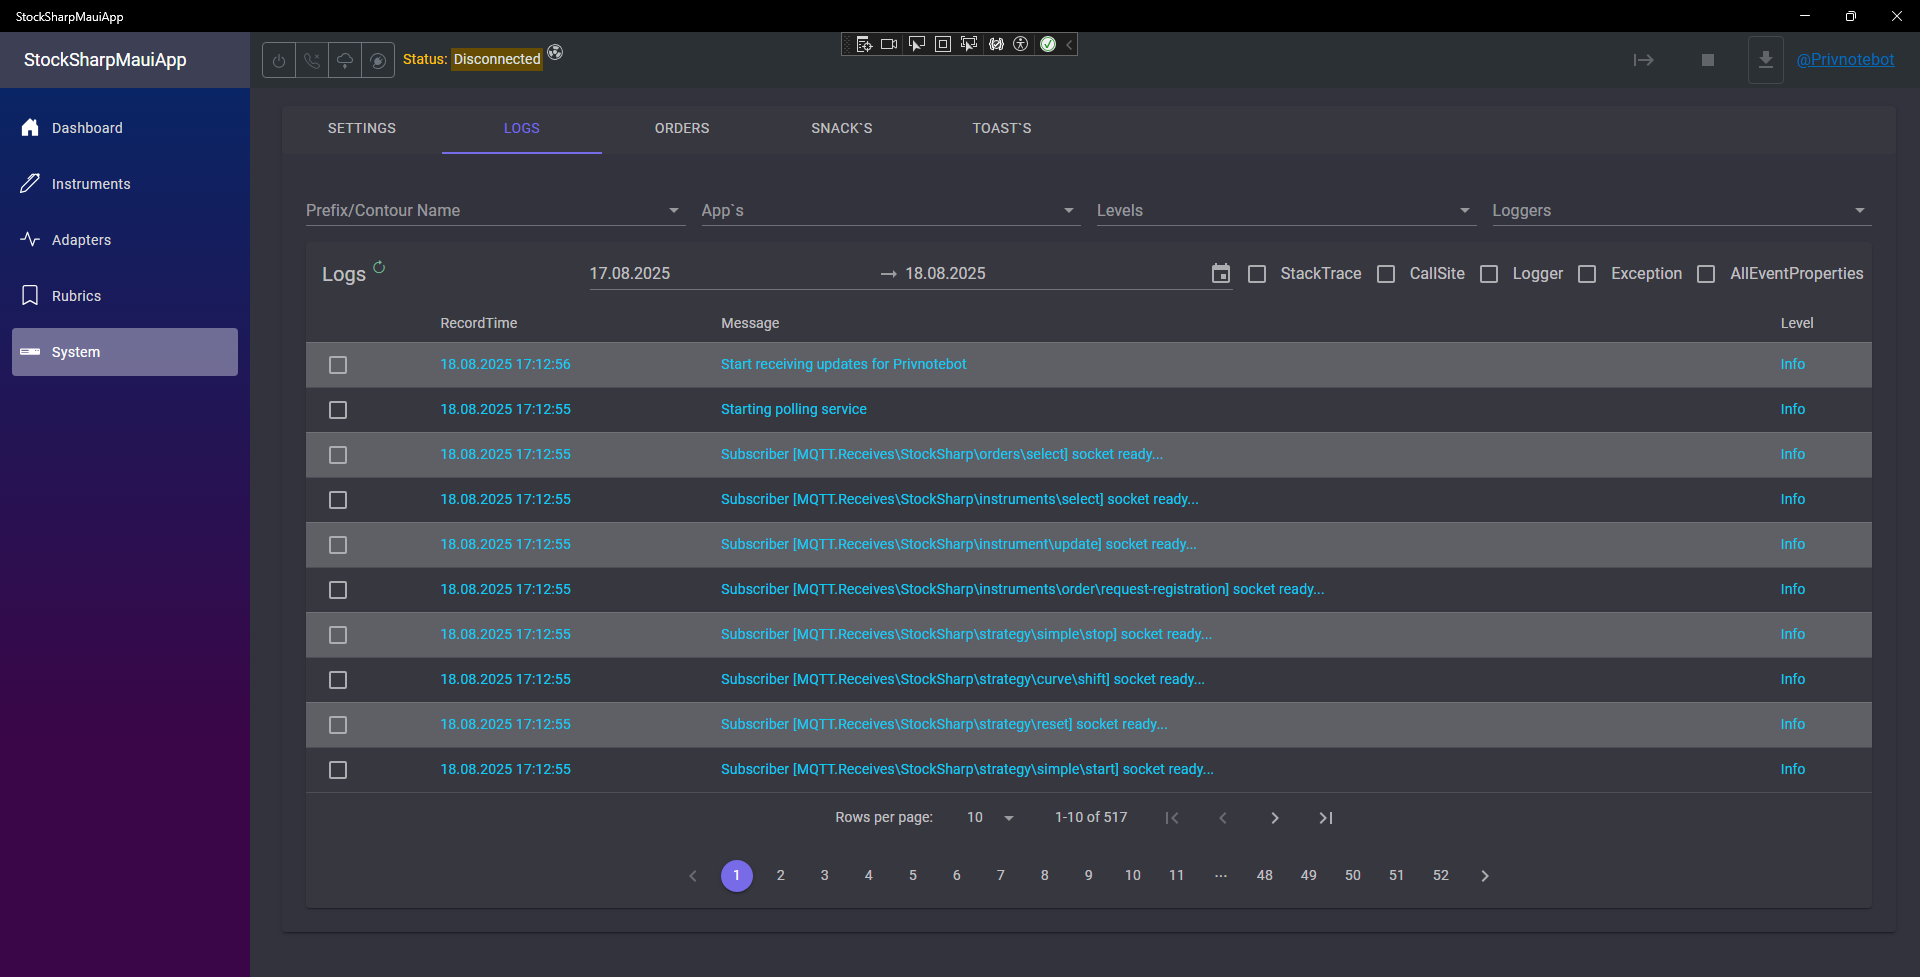 StockSharpMauiApp
StockSharpMauiApp
Status: Disconnected
@Privnotebot
Dashboard
Instruments
Adapters
Rubrics
System
SETTINGS LOGS ORDERS SNACK`S TOAST`S
Prefix/Contour Name App`s Levels Loggers
Logs 17.08.2025 18.08.2025 StackTrace CallSite Logger Exception AllEventProperties
RecordTime Message Level
18.08.2025 17:12:56 Start receiving updates for Privnotebot Info
18.08.2025 17:12:55 Starting polling service Info
18.08.2025 17:12:55 Subscriber [MQTT.Receives\StockSharp\orders\select] socket ready... Info
18.08.2025 17:12:55 Subscriber [MQTT.Receives\StockSharp\instruments\select] socket ready... Info
18.08.2025 17:12:55 Subscriber [MQTT.Receives\StockSharp\instrument\update] socket ready... Info
18.08.2025 17:12:55 Subscriber [MQTT.Receives\StockSharp\instruments\order\request-registration] socket ready... Info
18.08.2025 17:12:55 Subscriber [MQTT.Receives\StockSharp\strategy\simple\stop] socket ready... Info
18.08.2025 17:12:55 Subscriber [MQTT.Receives\StockSharp\strategy\curve\shift] socket ready... Info
18.08.2025 17:12:55 Subscriber [MQTT.Receives\StockSharp\strategy\reset] socket ready... Info
18.08.2025 17:12:55 Subscriber [MQTT.Receives\StockSharp\strategy\simple\start] socket ready... Info
Rows per page: 10 1-10 of 517
1 2 3 4 5 6 7 8 9 10 11 ... 48 49 50 51 52